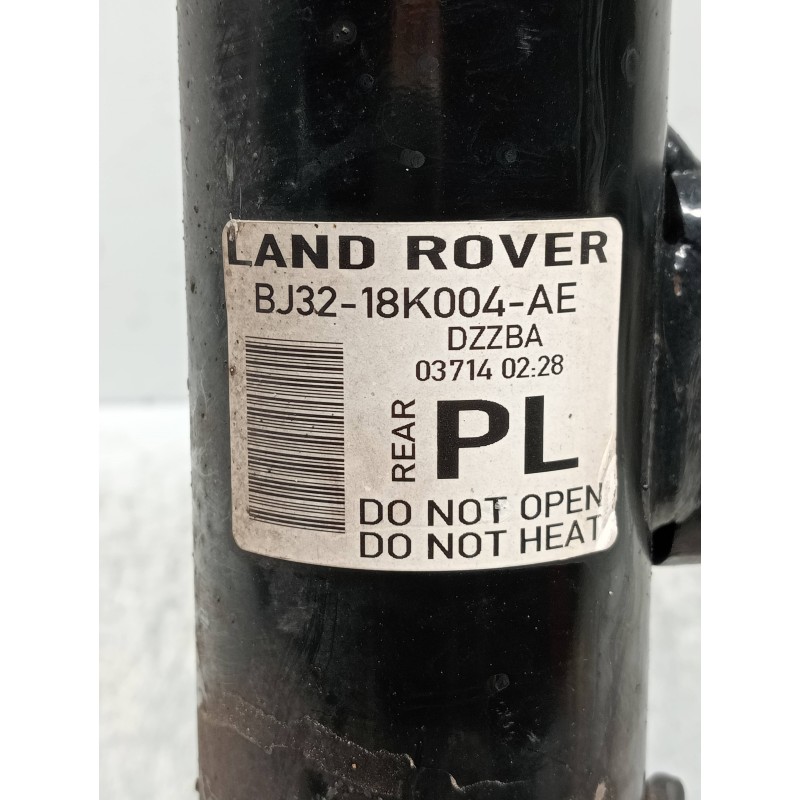 LAND ROVER
BJ32-18K004-AE
DZZBA
03714 02:28
REAR
PL
DO NOT OPEN
DO NOT HEAT